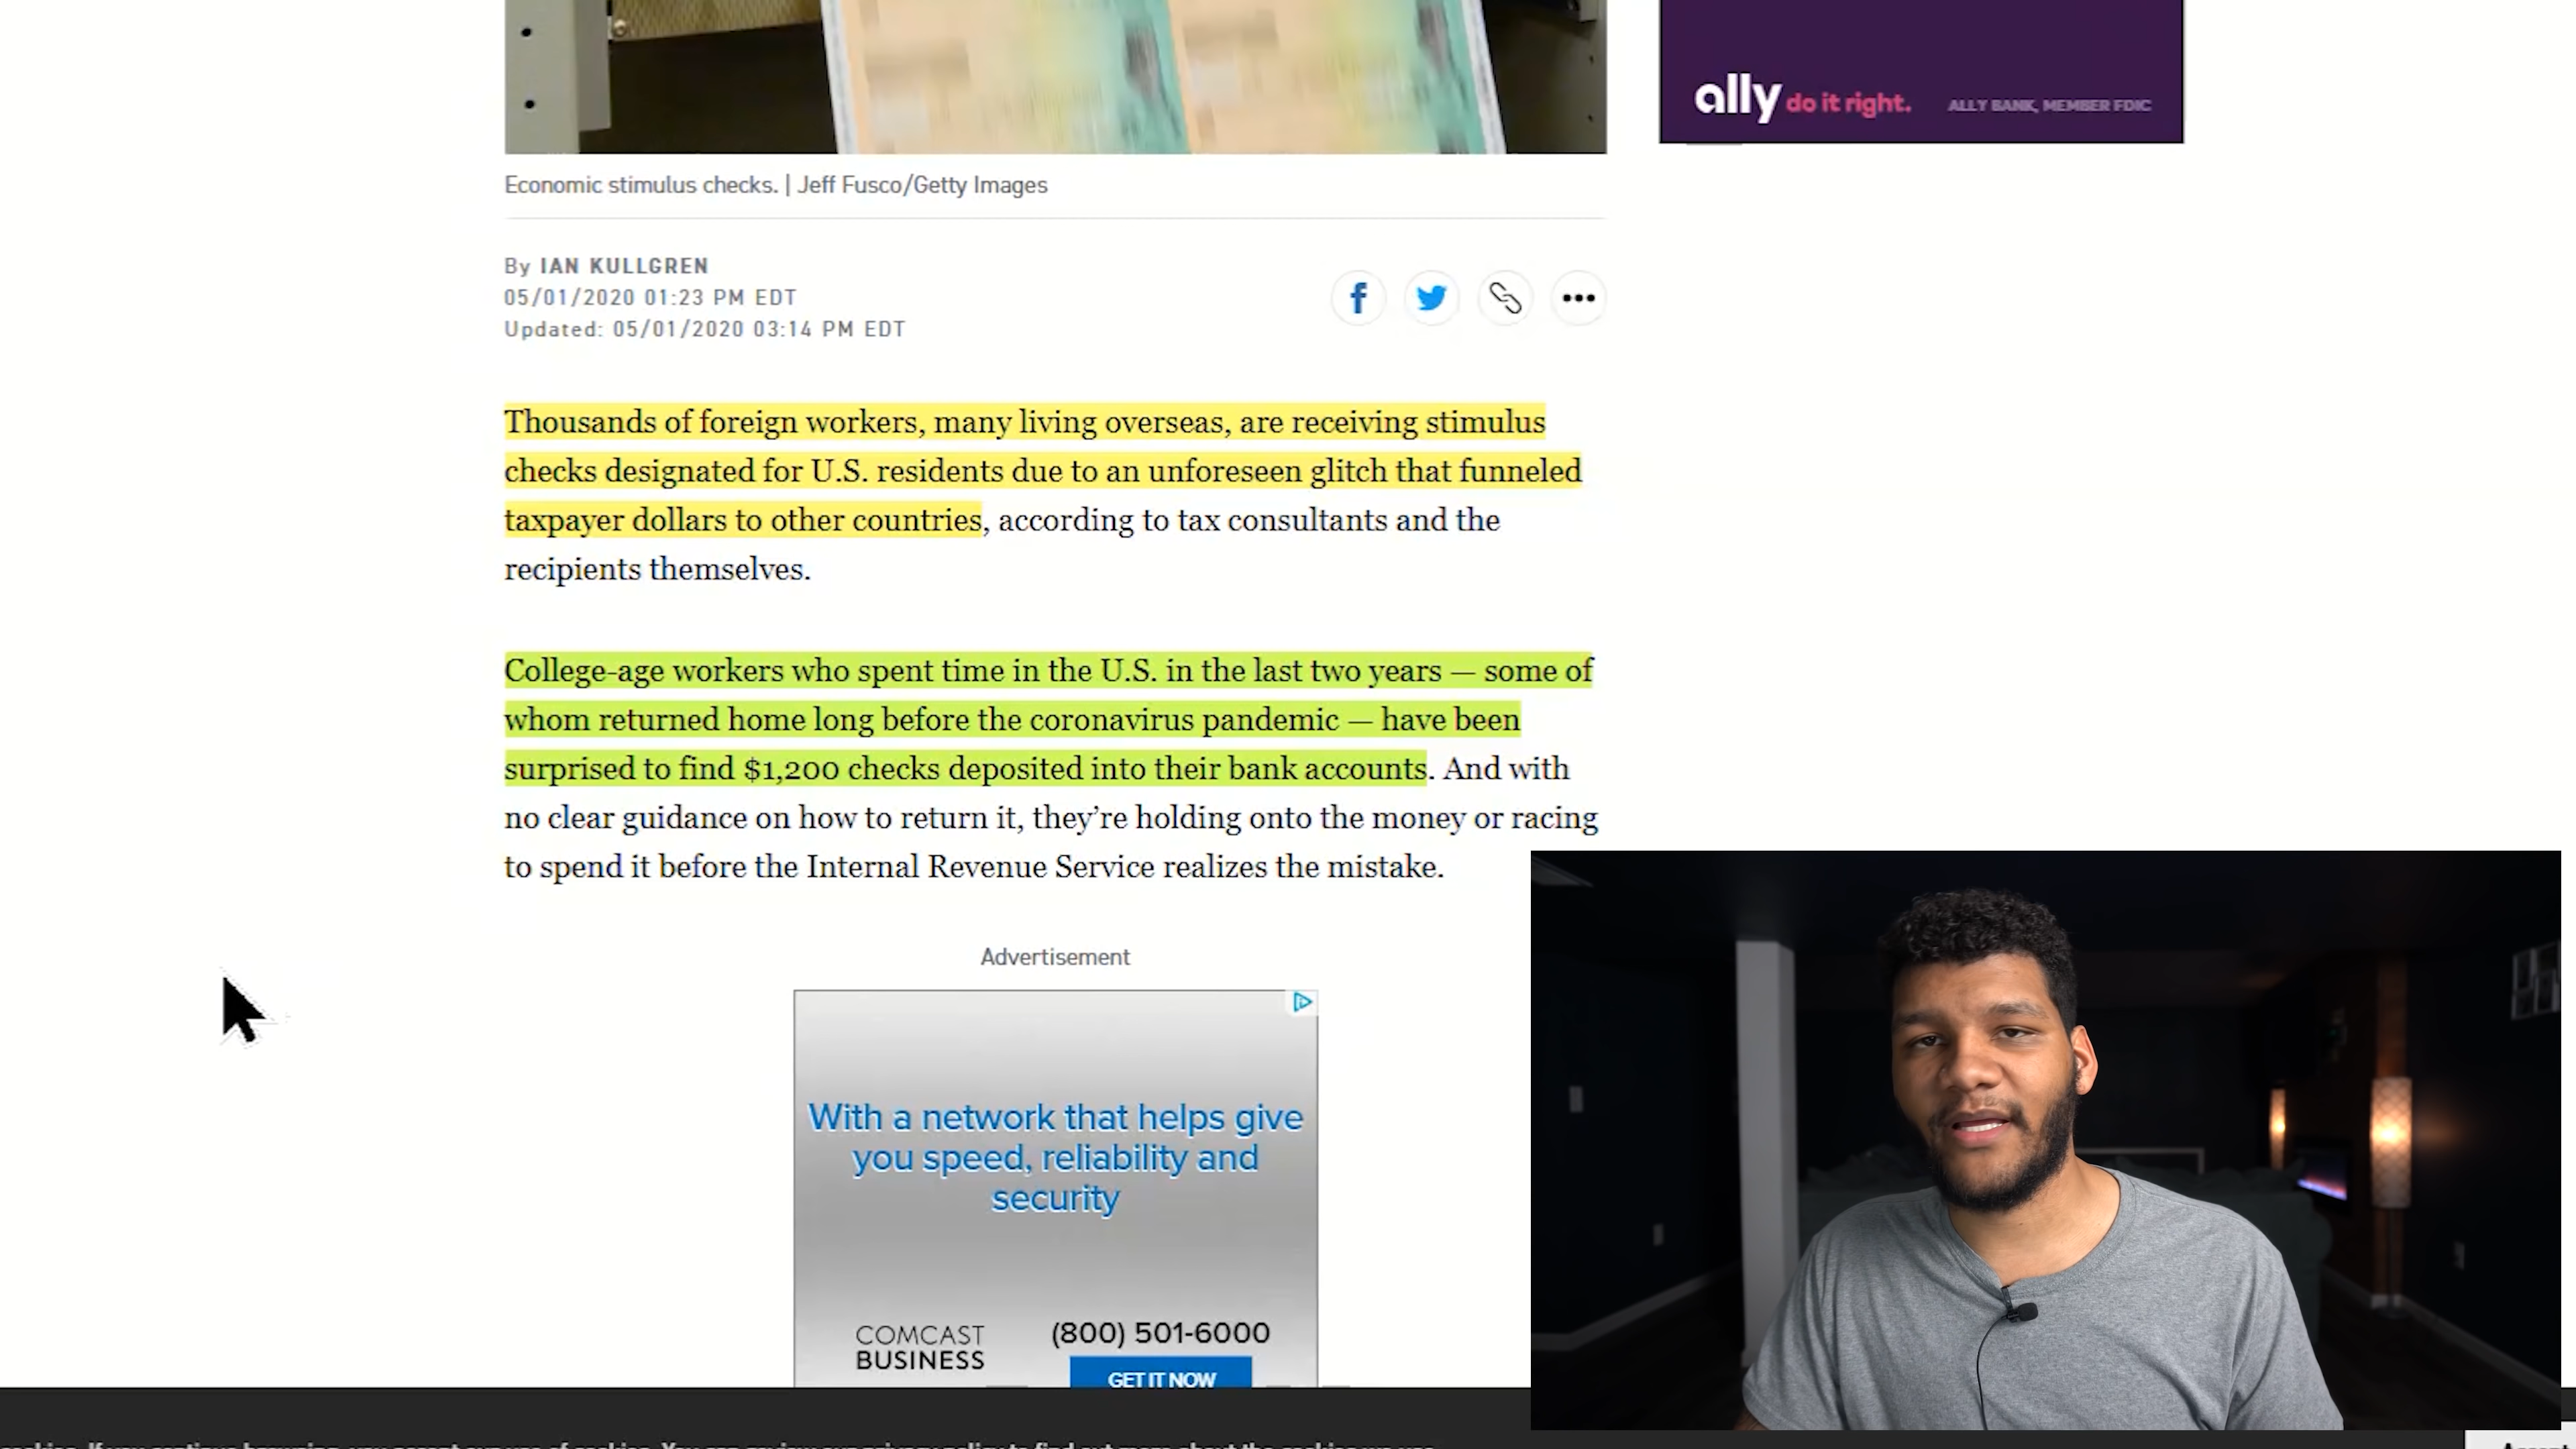 ally do it right. ALLY BANK, MEMBER FDIC
Economic stimulus checks. | Jeff Fusco/Getty Images
By IAN KULLGREN
05/01/2020 01:23 PM EDT
Updated: 05/01/2020 03:14 PM EDT
Thousands of foreign workers, many living overseas, are receiving stimulus
checks designated for U.S. residents due to an unforeseen glitch that funneled
taxpayer dollars to other countries, according to tax consultants and the
recipients themselves.
College-age workers who spent time in the U.S. in the last two years — some of
whom returned home long before the coronavirus pandemic — have been
surprised to find $1,200 checks deposited into their bank accounts. And with
no clear guidance on how to return it, they’re holding onto the money or racing
to spend it before the Internal Revenue Service realizes the mistake.
Advertisement
With a network that helps give
you speed, reliability and
security
COMCAST
BUSINESS
(800) 501-6000
GET IT NOW